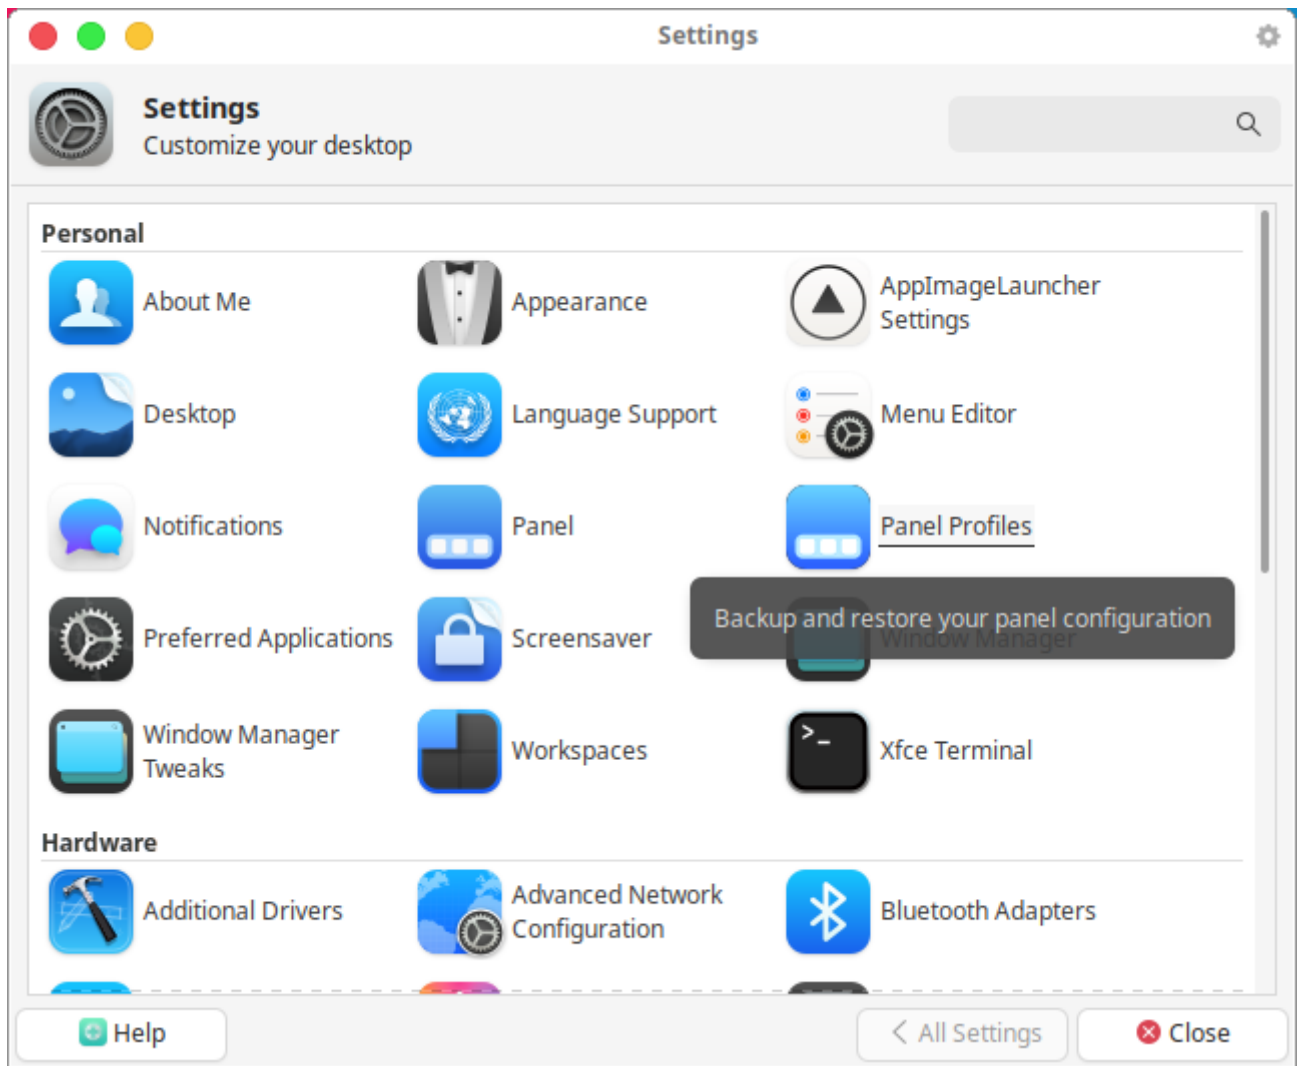 Settings
Settings
Customize your desktop
Personal
About Me
Appearance
AppImageLauncher
Settings
Desktop
Language Support
Menu Editor
Notifications
Panel
Panel Profiles
Backup and restore your panel configuration
Preferred Applications
Screensaver
Window Manager
Window Manager
Tweaks
Workspaces
>_
Xfce Terminal
Hardware
Additional Drivers
Advanced Network
Configuration
Bluetooth Adapters
Help
All Settings
Close